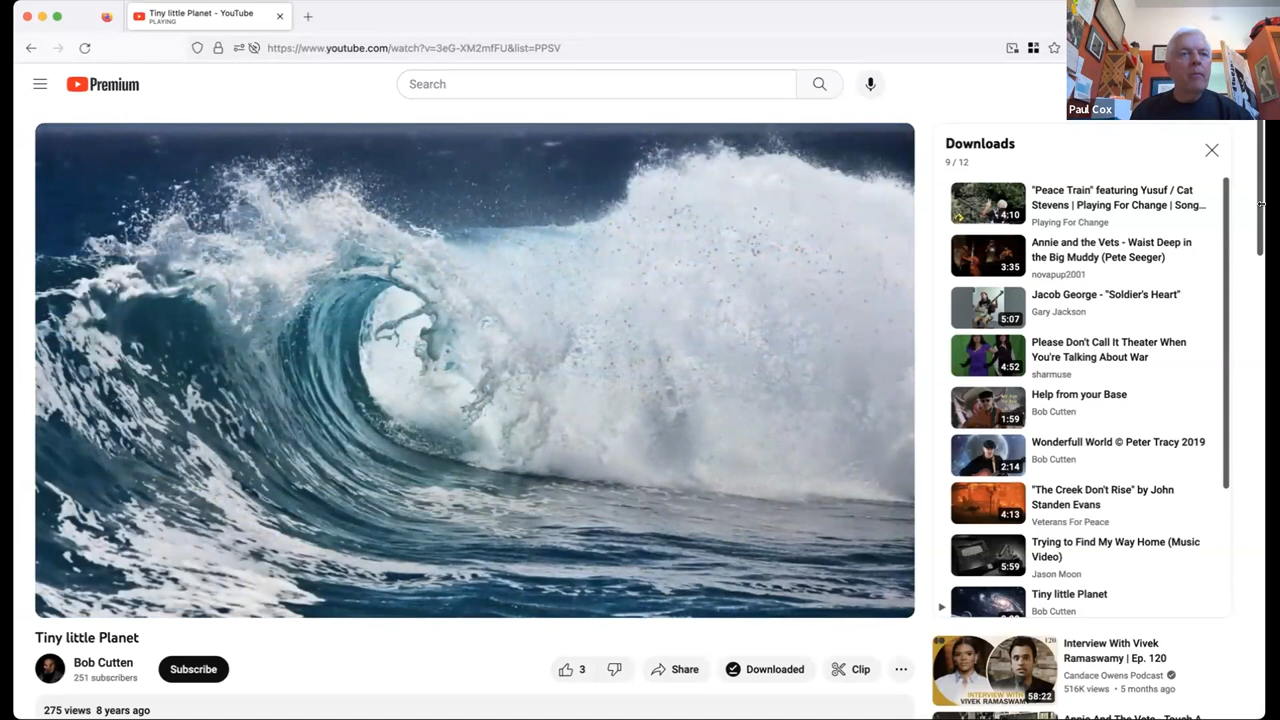 Tiny little Planet - YouTube
PLAYING
https://www.youtube.com/watch?v=3eG-XM2mfFU&list=PPSV
Premium
Search
Paul Cox
Downloads
9 / 12
"Peace Train" featuring Yusuf / Cat
Stevens | Playing For Change | Song...
Playing For Change
4:10
Annie and the Vets - Waist Deep in
the Big Muddy (Pete Seeger)
novapup2001
3:35
Jacob George - "Soldier's Heart"
Gary Jackson
5:07
Please Don't Call It Theater When
You're Talking About War
sharmuse
4:52
Help from your Base
Bob Cutten
1:59
Wonderfull World © Peter Tracy 2019
Bob Cutten
2:14
"The Creek Don't Rise" by John
Standen Evans
Veterans For Peace
4:13
Trying to Find My Way Home (Music
Video)
Jason Moon
5:59
Tiny little Planet
Bob Cutten
Tiny little Planet
Bob Cutten
251 subscribers
Subscribe
3
Share
Downloaded
Clip
275 views 8 years ago
Interview With Vivek
Ramaswamy | Ep. 120
Candace Owens Podcast
516K views • 5 months ago
120
INTERVIEW WITH
VIVEK RAMASWAMY
58:22